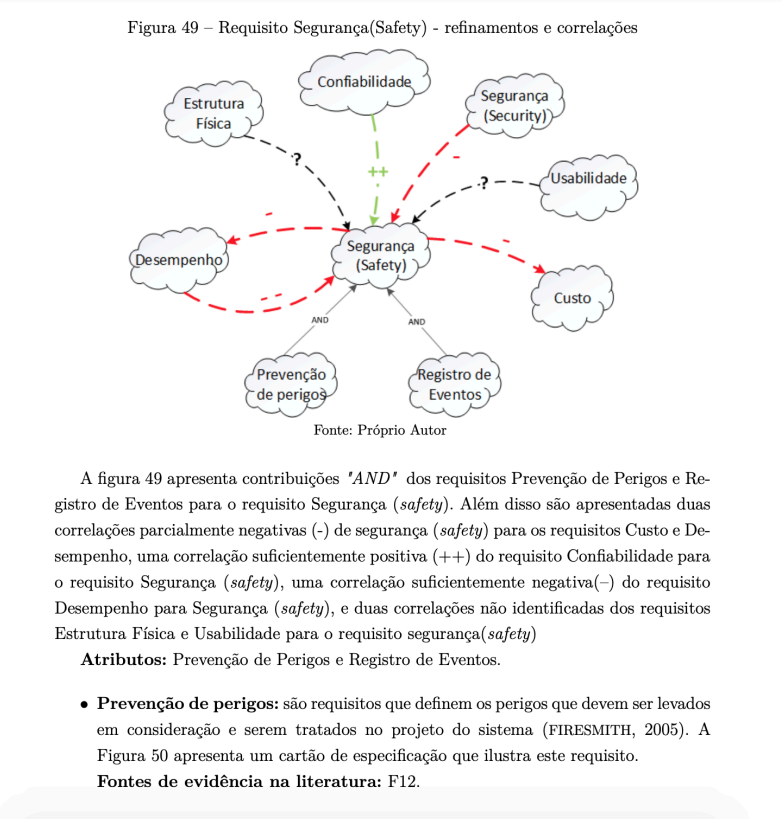 Figura 49 – Requisito Segurança(Safety) - refinamentos e correlações
Confiabilidade
Estrutura
Física
Segurança
(Security)
?
++
-
?
Usabilidade
-
Segurança
(Safety)
-
Desempenho
- -
Custo
AND
AND
Prevenção
de perigos
Registro de
Eventos
Fonte: Próprio Autor
A figura 49 apresenta contribuições "AND" dos requisitos Prevenção de Perigos e Re-
gistro de Eventos para o requisito Segurança (safety). Além disso são apresentadas duas
correlações parcialmente negativas (-) de segurança (safety) para os requisitos Custo e De-
sempenho, uma correlação suficientemente positiva (++) do requisito Confiabilidade para
o requisito Segurança (safety), uma correlação suficientemente negativa(–) do requisito
Desempenho para Segurança (safety), e duas correlações não identificadas dos requisitos
Estrutura Física e Usabilidade para o requisito segurança(safety)
Atributos: Prevenção de Perigos e Registro de Eventos.
• Prevenção de perigos: são requisitos que definem os perigos que devem ser levados
em consideração e serem tratados no projeto do sistema (FIRESMITH, 2005). A
Figura 50 apresenta um cartão de especificação que ilustra este requisito.
Fontes de evidência na literatura: F12.